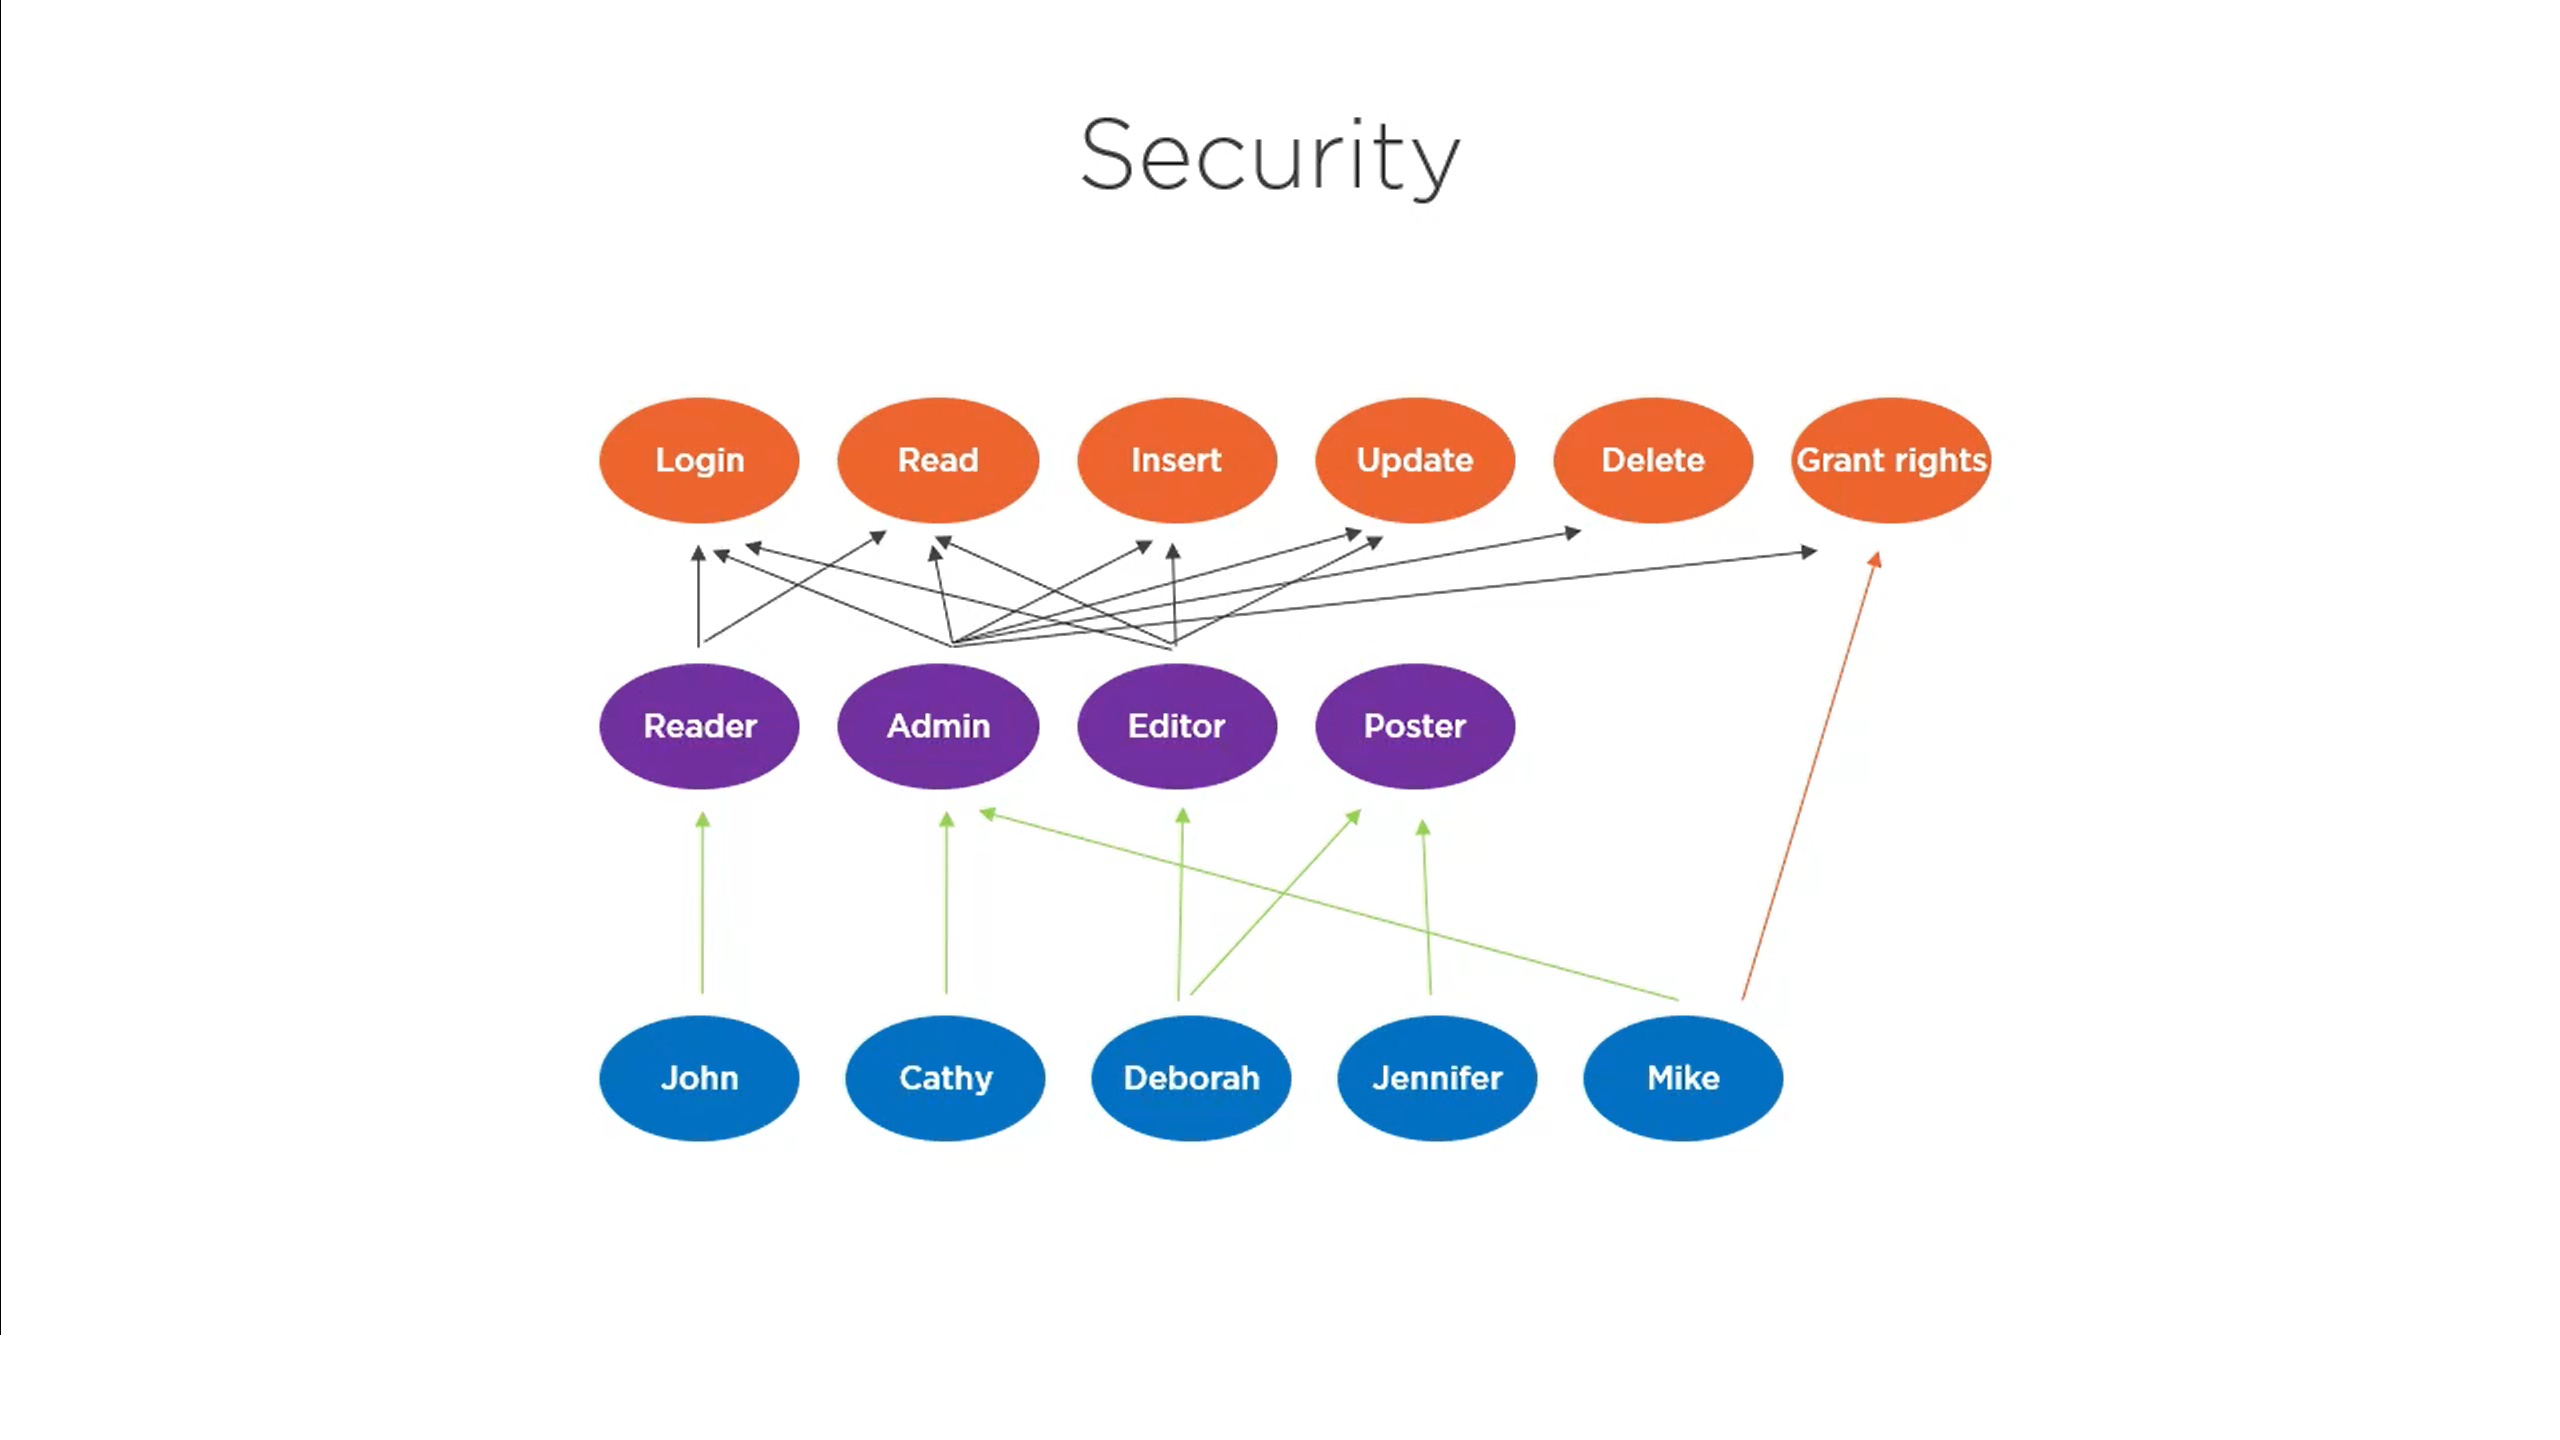 Security
Login
Read
Insert
Update
Delete
Grant rights
Reader
Admin
Editor
Poster
John
Cathy
Deborah
Jennifer
Mike